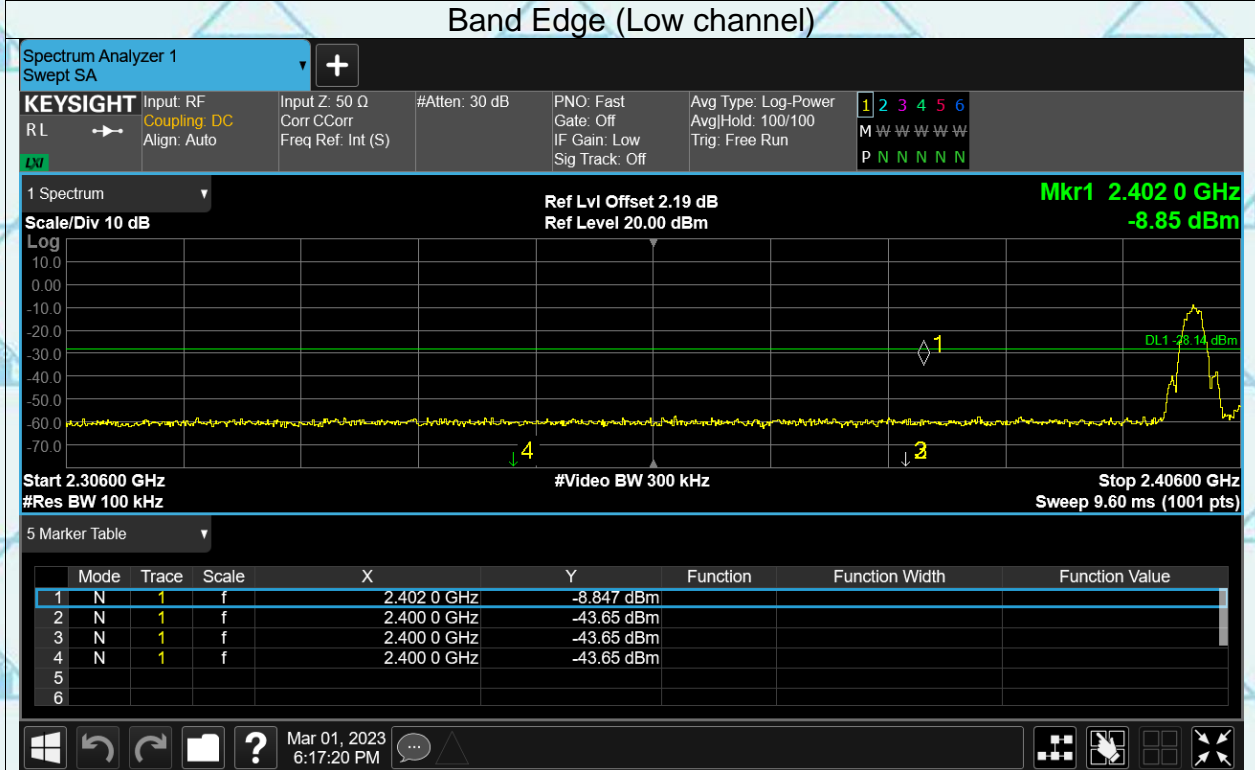 Band Edge (Low channel)
Spectrum Analyzer 1
Swept SA
+
KEYSIGHT Input: RF Input Z: 50 Ω #Atten: 30 dB PNO: Fast Avg Type: Log-Power 1 2 3 4 5 6
RL Coupling: DC Corr CCorr Gate: Off Avg|Hold: 100/100 M W W W W W
Align: Auto Freq Ref: Int (S) IF Gain: Low Trig: Free Run
LXI Sig Track: Off P N N N N N
1 Spectrum Ref Lvl Offset 2.19 dB Mkr1 2.402 0 GHz
Scale/Div 10 dB Ref Level 20.00 dBm -8.85 dBm
Log
10.0
0.00
-10.0
-20.0
DL1 -28.14 dBm
1
-30.0
-40.0
-50.0
-60.0
-70.0
4
Start 2.30600 GHz #Video BW 300 kHz Stop 2.40600 GHz
#Res BW 100 kHz Sweep 9.60 ms (1001 pts)
5 Marker Table
Mode Trace Scale X Y Function Function Width Function Value
1 N 1 f 2.402 0 GHz -8.847 dBm
2 N 1 f 2.400 0 GHz -43.65 dBm
3 N 1 f 2.400 0 GHz -43.65 dBm
4 N 1 f 2.400 0 GHz -43.65 dBm
5
6
? Mar 01, 2023
6:17:20 PM